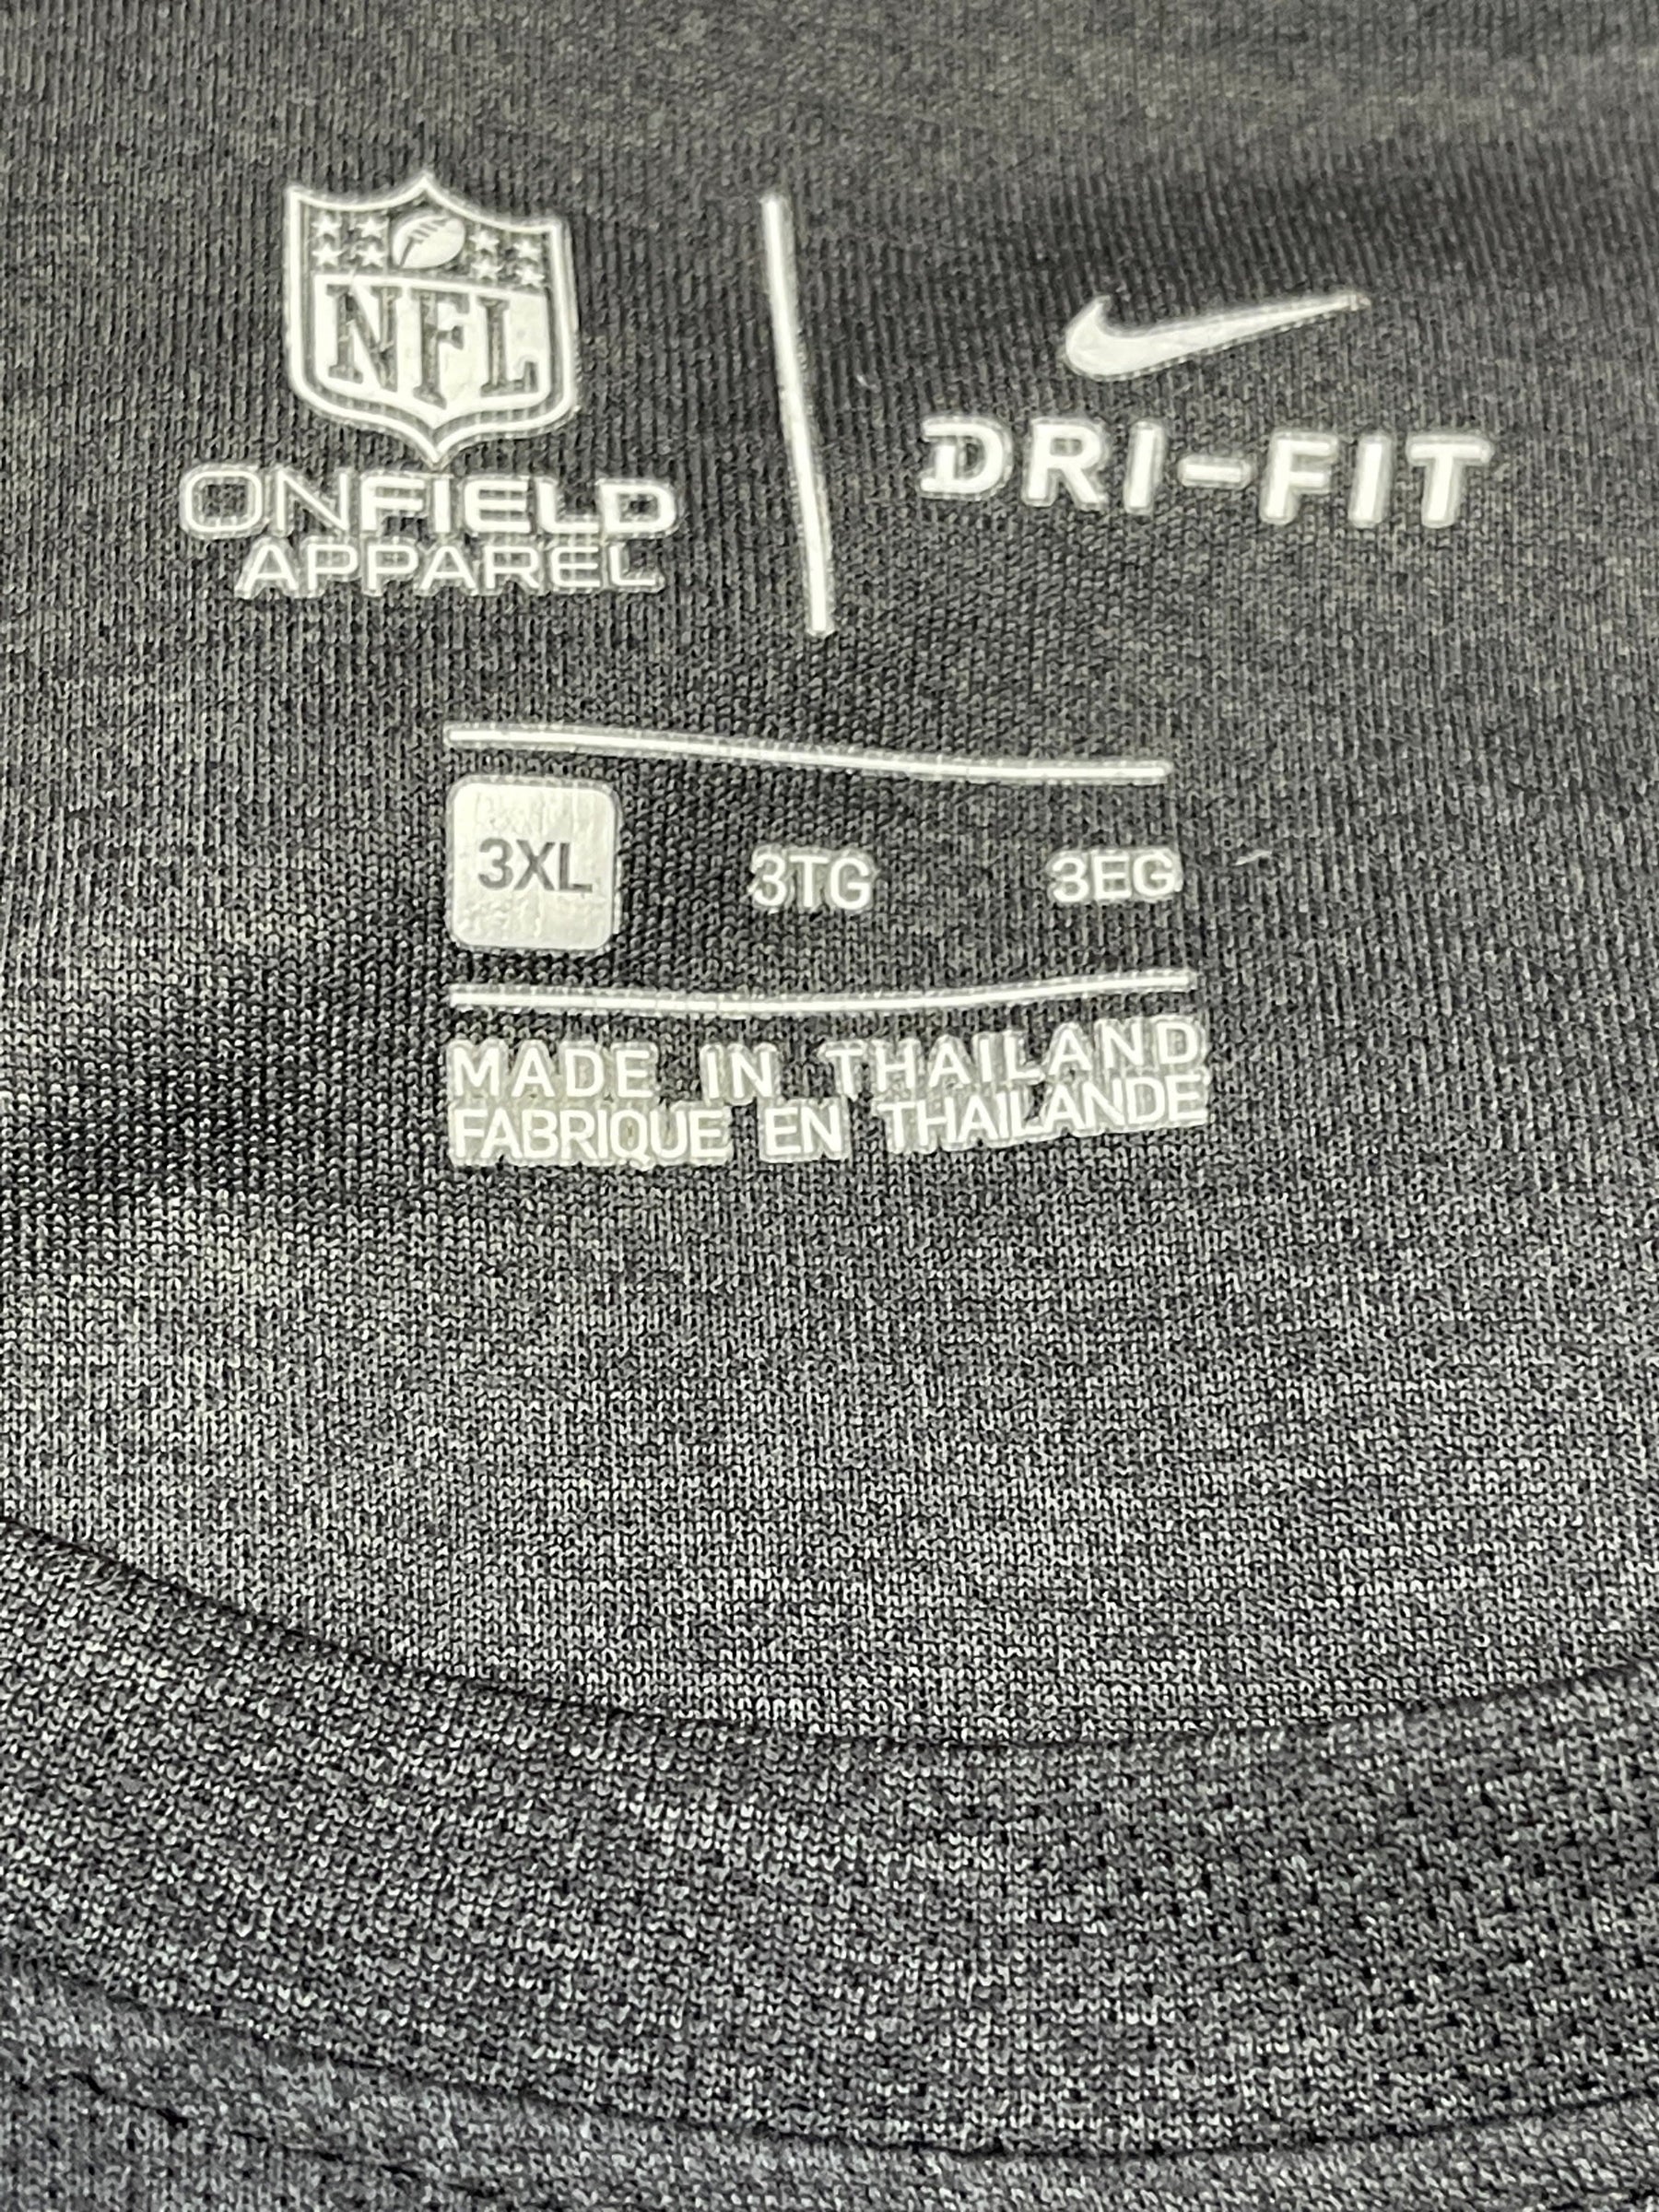 NFL
ONFIELD
APPAREL
DRI-FIT
3XL 3TG 3EG
MADE IN THAILAND
FABRIQUE EN THAILANDE